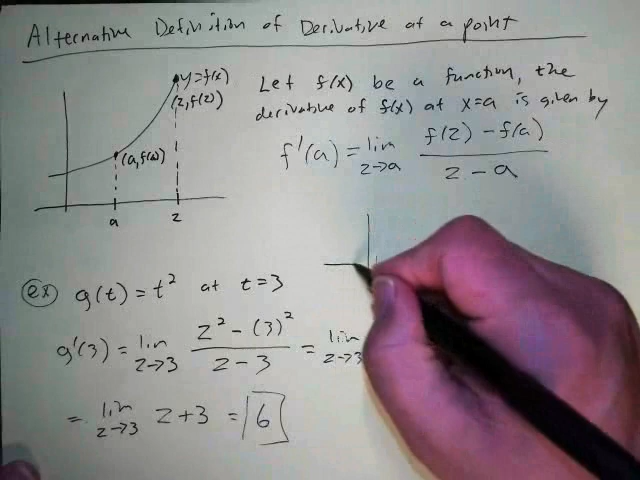 Alternative Definition of Derivative at a point
y=f(x)
(z, f(z))
(a, f(a))
a z
Let f(x) be a function, the
derivative of f(x) at x=a is given by
f'(a) = lim z→a (f(z) - f(a)) / (z - a)
ex g(t) = t² at t=3
g'(3) = lim z→3 (z² - (3)²) / (z - 3) = lim z→3
= lim z→3 z+3 = 6